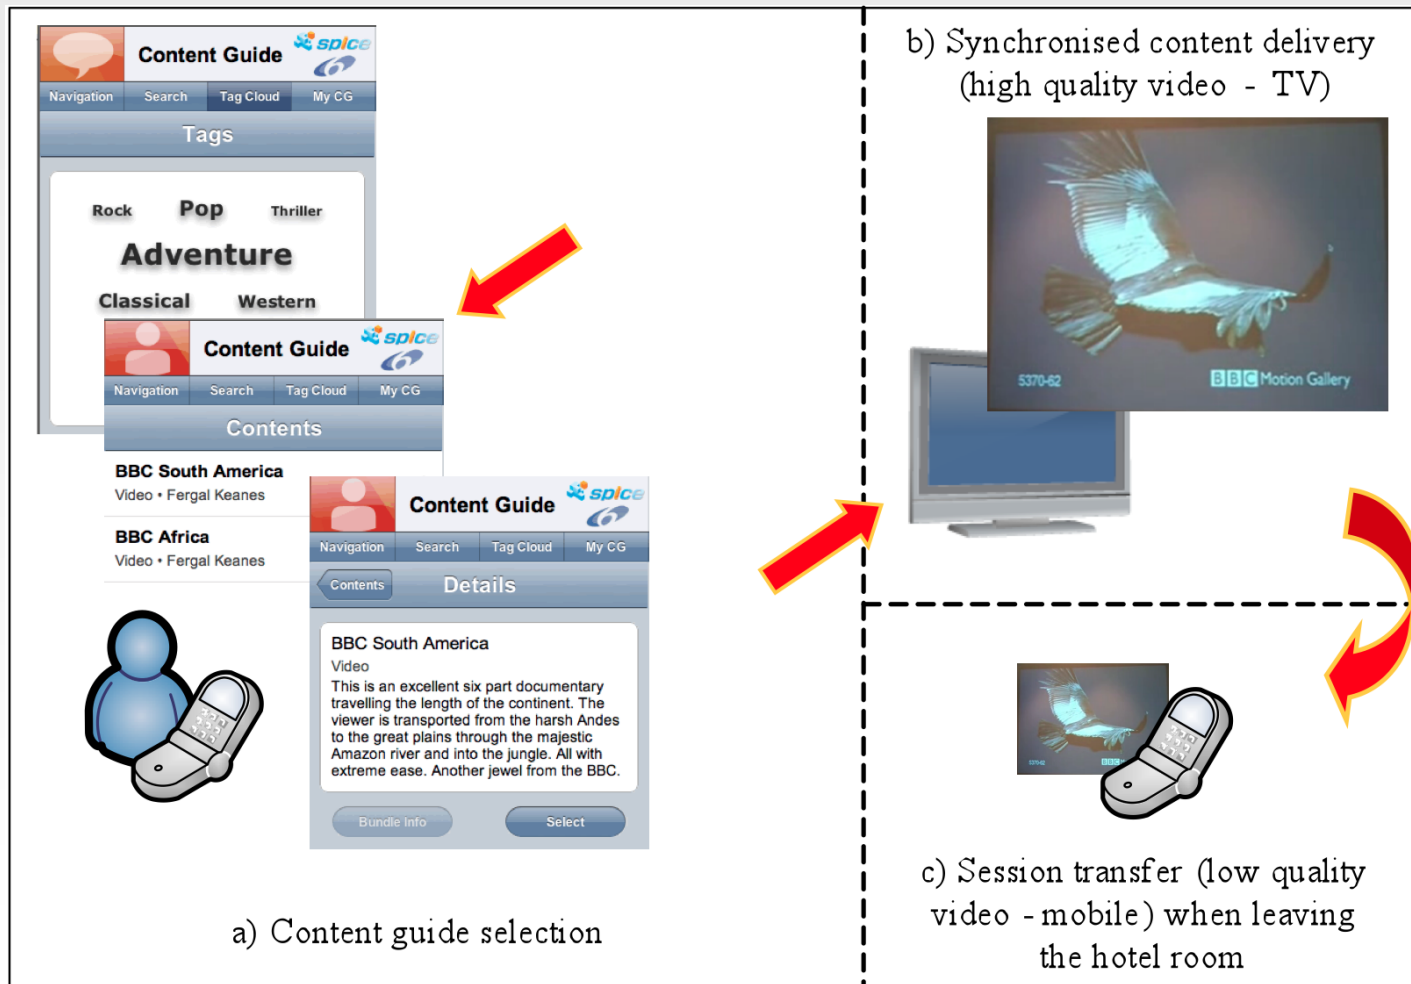 Content Guide
spice
6
Navigation Search Tag Cloud My CG
Tags
Rock Pop Thriller
Adventure
Classical Western
Content Guide
spice
6
Navigation Search Tag Cloud My CG
Contents
BBC South America
Video • Fergal Keanes
BBC Africa
Video • Fergal Keanes
Content Guide
spice
6
Navigation Search Tag Cloud My CG
Contents Details
BBC South America
Video
This is an excellent six part documentary
travelling the length of the continent. The
viewer is transported from the harsh Andes
to the great plains through the majestic
Amazon river and into the jungle. All with
extreme ease. Another jewel from the BBC.
Bundle Info Select
a) Content guide selection
b) Synchronised content delivery
(high quality video - TV)
5370-62 BBC Motion Gallery
5370-62 BBC
c) Session transfer (low quality
video - mobile) when leaving
the hotel room